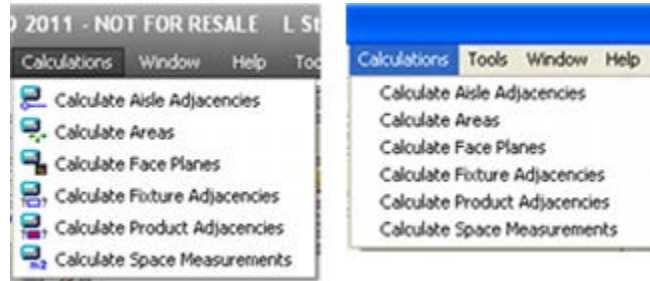 2011 - NOT FOR RESALE L St
Calculations Window Help Too
Calculate Aisle Adjacencies
Calculate Areas
Calculate Face Planes
Calculate Fixture Adjacencies
Calculate Product Adjacencies
Calculate Space Measurements
Calculations Tools Window Help
Calculate Aisle Adjacencies
Calculate Areas
Calculate Face Planes
Calculate Fixture Adjacencies
Calculate Product Adjacencies
Calculate Space Measurements